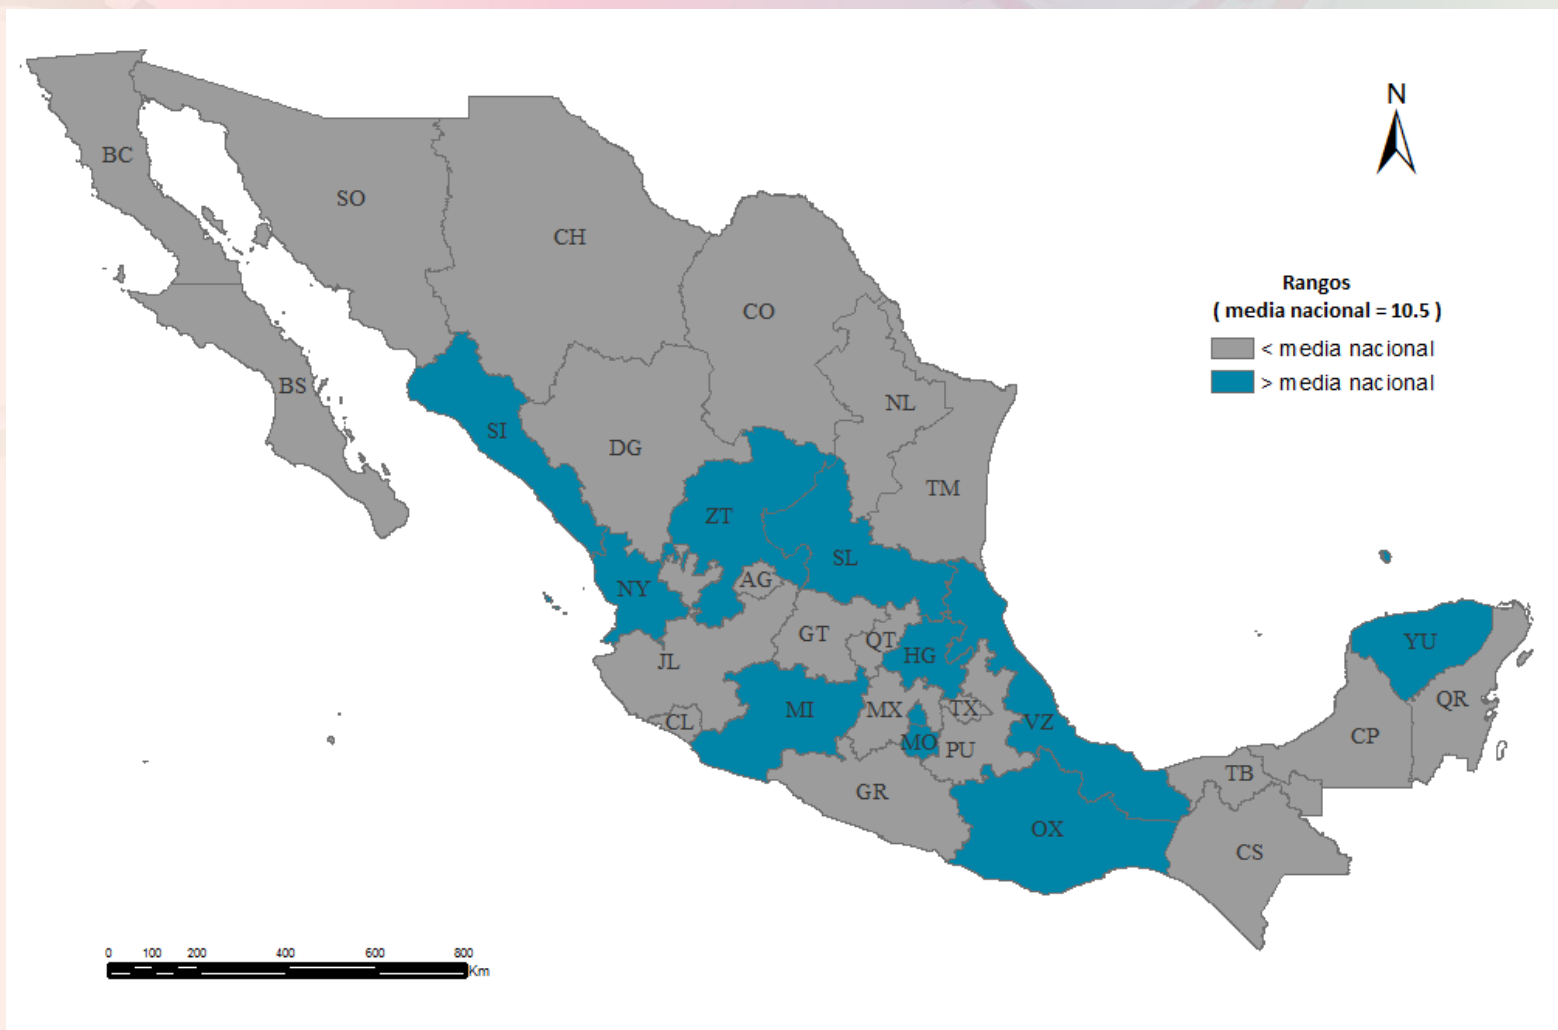 N
BC
SO
CH
CO
Rangos
( media nacional = 10.5 )
< media nacional
> media nacional
BS
NL
SI
DG
TM
ZT
SL
AG
NY
GT
QT
HG
YU
JL
QR
MI
MX
TX
CL
VZ
MO
PU
CP
TB
GR
OX
CS
0 100 200 400 600 800
Km